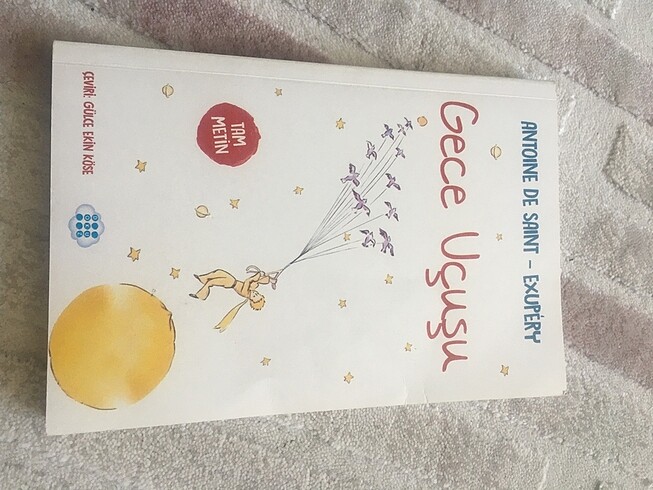 ANTOINE DE SAINT - EXUPÉRY
Gece Uçuşu
TAM
METİN
ÇEVİRİ: GÜLCE EKİN KÖSE